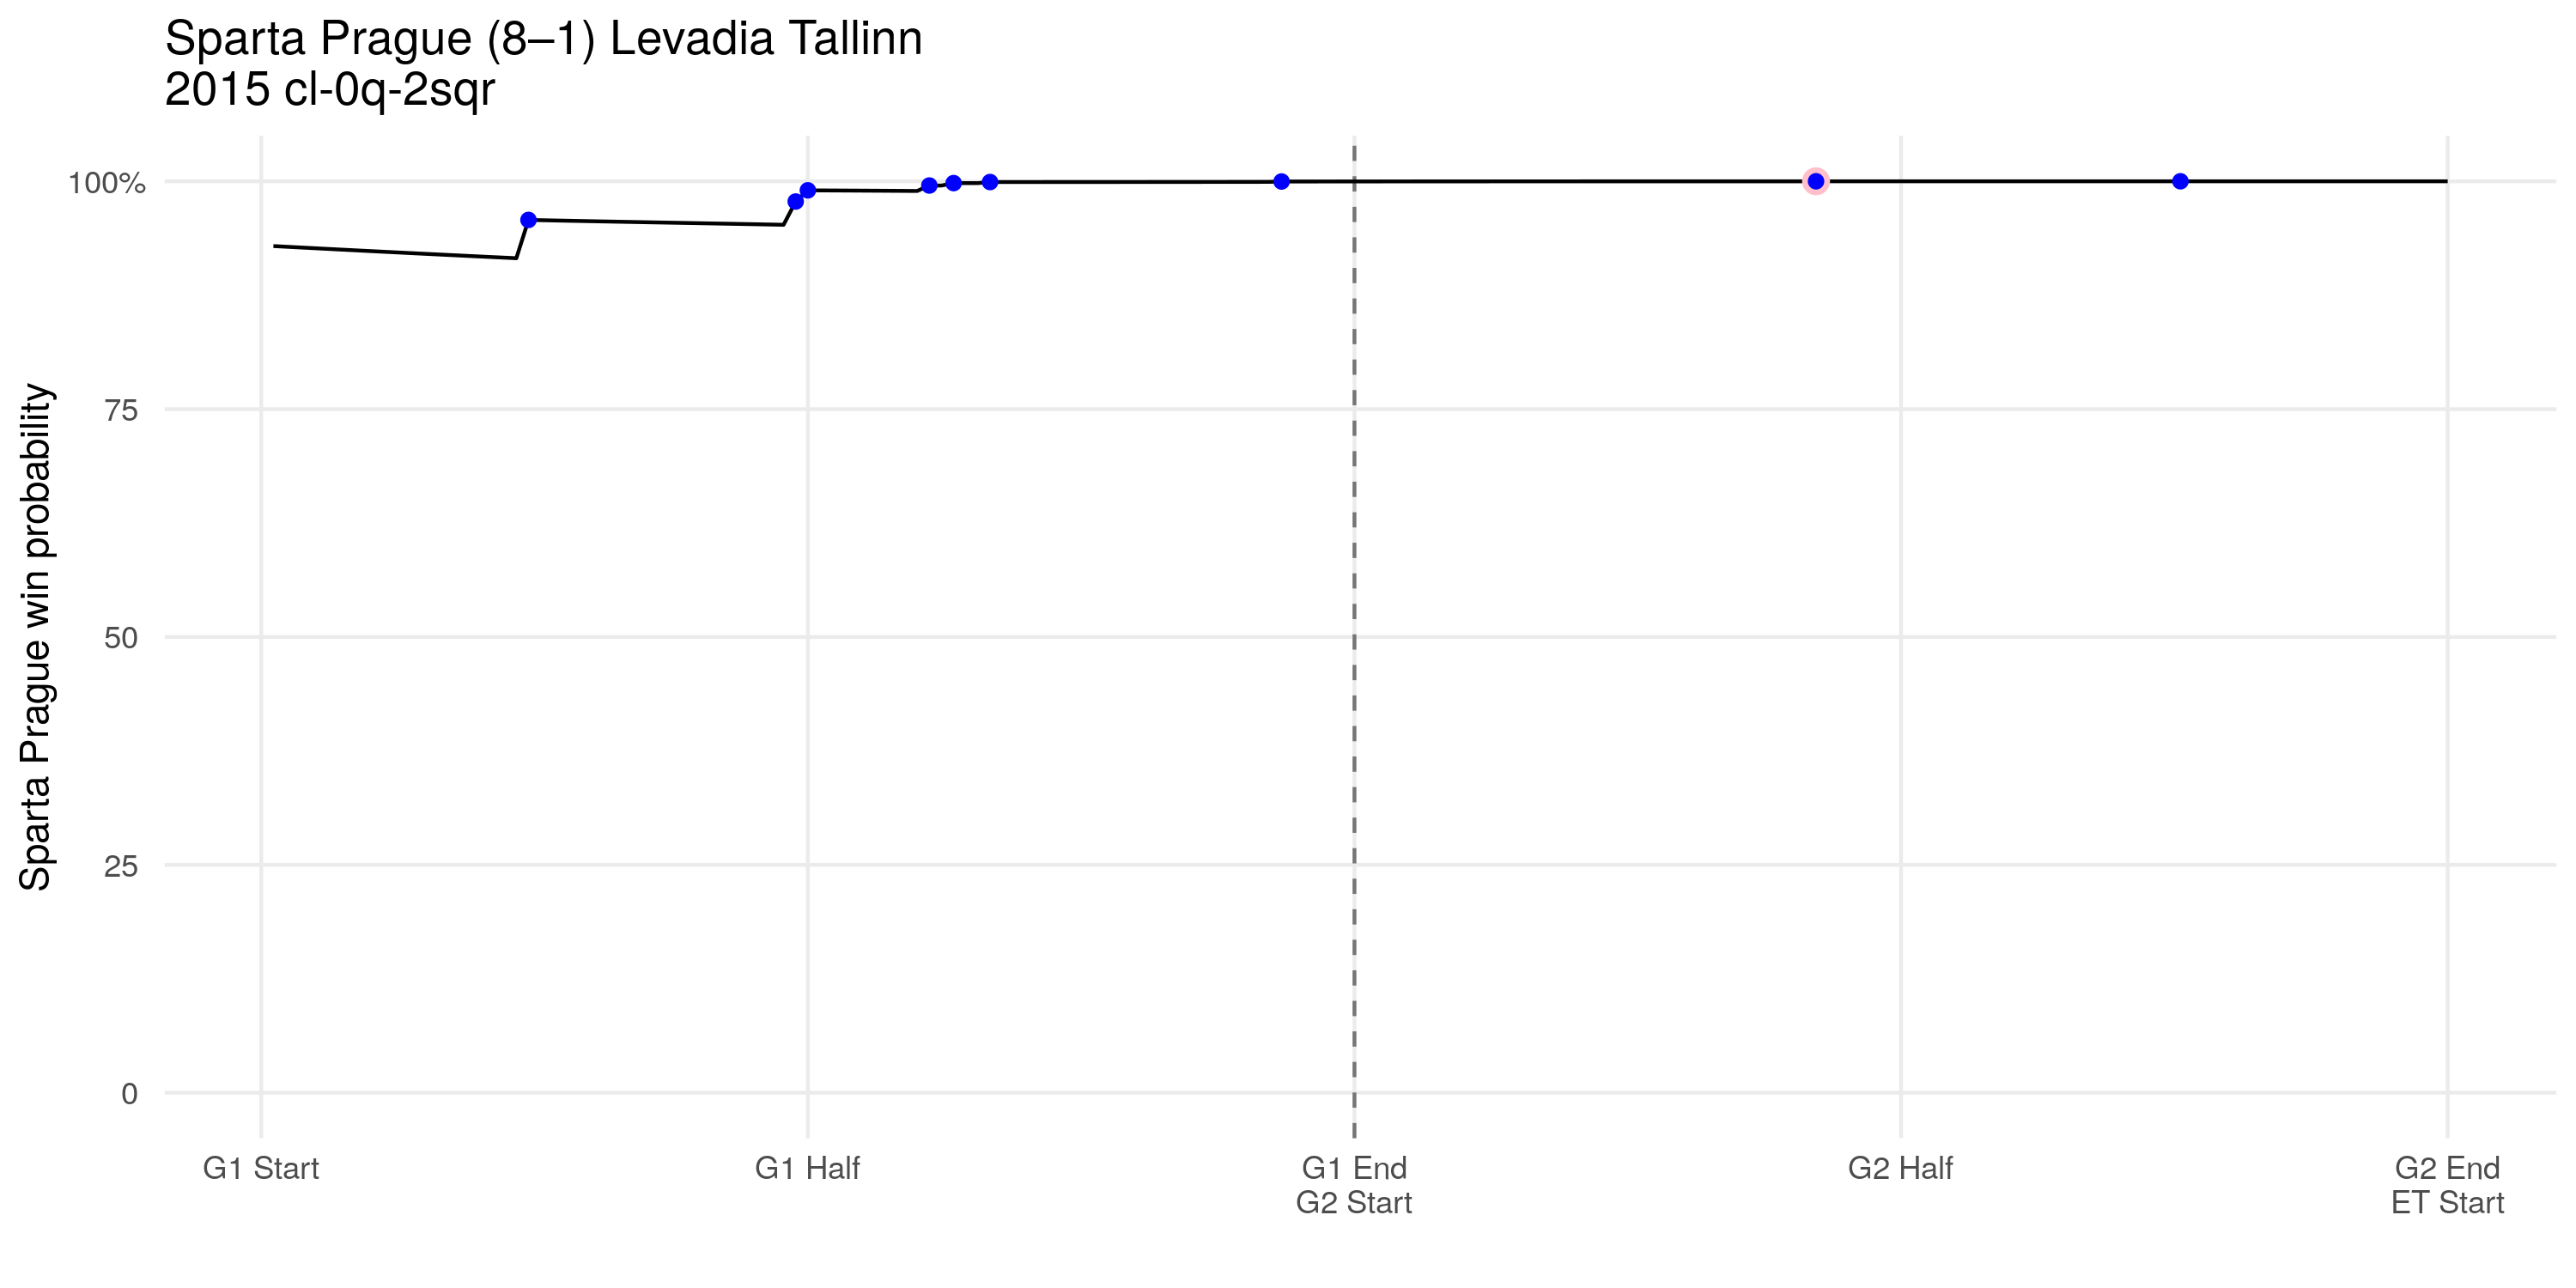 Sparta Prague (8–1) Levadia Tallinn
2015 cl-0q-2sqr
Sparta Prague win probability
100%
75
50
25
0
G1 Start
G1 Half
G1 End
G2 Start
G2 Half
G2 End
ET Start